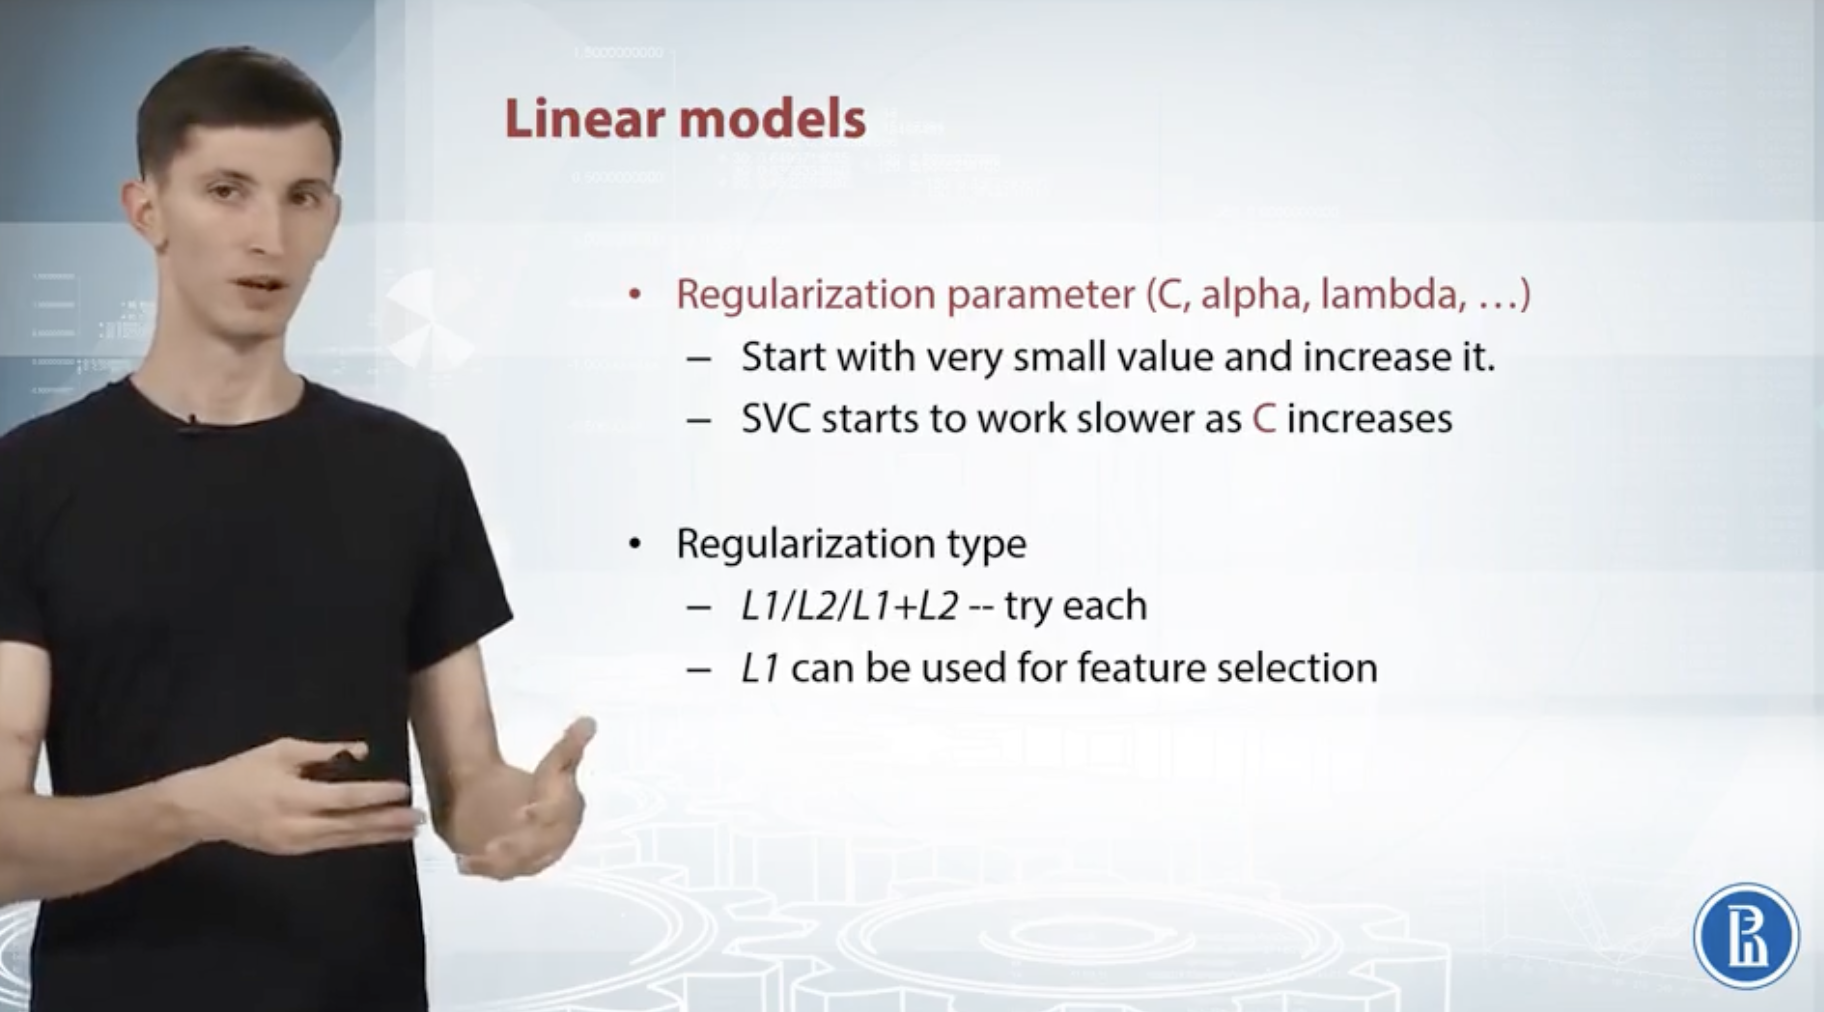 Linear models
• Regularization parameter (C, alpha, lambda, …)
– Start with very small value and increase it.
– SVC starts to work slower as C increases
• Regularization type
– L1/L2/L1+L2 -- try each
– L1 can be used for feature selection